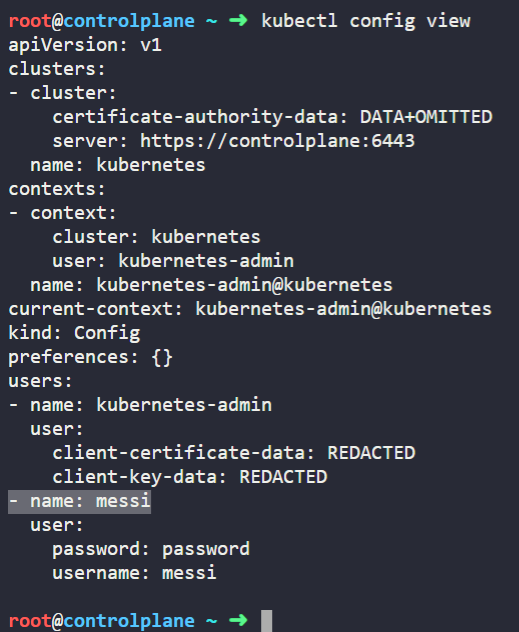 root@controlplane ~ ➜ kubectl config view
apiVersion: v1
clusters:
- cluster:
    certificate-authority-data: DATA+OMITTED
    server: https://controlplane:6443
  name: kubernetes
contexts:
- context:
    cluster: kubernetes
    user: kubernetes-admin
  name: kubernetes-admin@kubernetes
current-context: kubernetes-admin@kubernetes
kind: Config
preferences: {}
users:
- name: kubernetes-admin
  user:
    client-certificate-data: REDACTED
    client-key-data: REDACTED
- name: messi
  user:
    password: password
    username: messi
root@controlplane ~ ➜